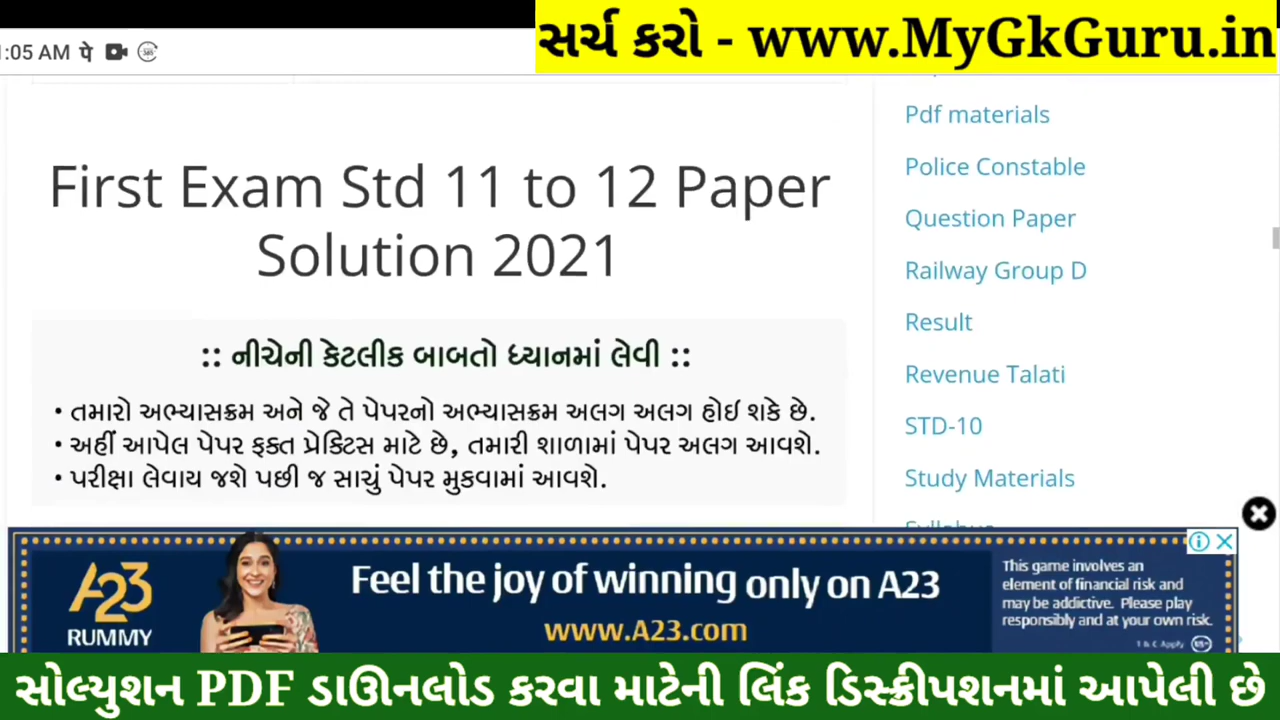 સર્ચ કરો - www.MyGkGuru.in
:05 AM
Pdf materials
Police Constable
Question Paper
Railway Group D
Result
Revenue Talati
STD-10
Study Materials
First Exam Std 11 to 12 Paper
Solution 2021
:: નીચેની કેટલીક બાબતો ધ્યાનમાં લેવી ::
• તમારો અભ્યાસક્રમ અને જે તે પેપરનો અભ્યાસક્રમ અલગ અલગ હોઈ શકે છે.
• અહીં આપેલ પેપર ફક્ત પ્રેક્ટિસ માટે છે, તમારી શાળામાં પેપર અલગ આવશે.
• પરીક્ષા લેવાય જશે પછી જ સાચું પેપર મુકવામાં આવશે.
A23
RUMMY
Feel the joy of winning only on A23
www.A23.com
This game involves an
element of financial risk and
may be addictive. Please play
responsibly and at your own risk.
T & C Apply
સોલ્યુશન PDF ડાઊનલોડ કરવા માટેની લિંક ડિસ્ક્રીપશનમાં આપેલી છે